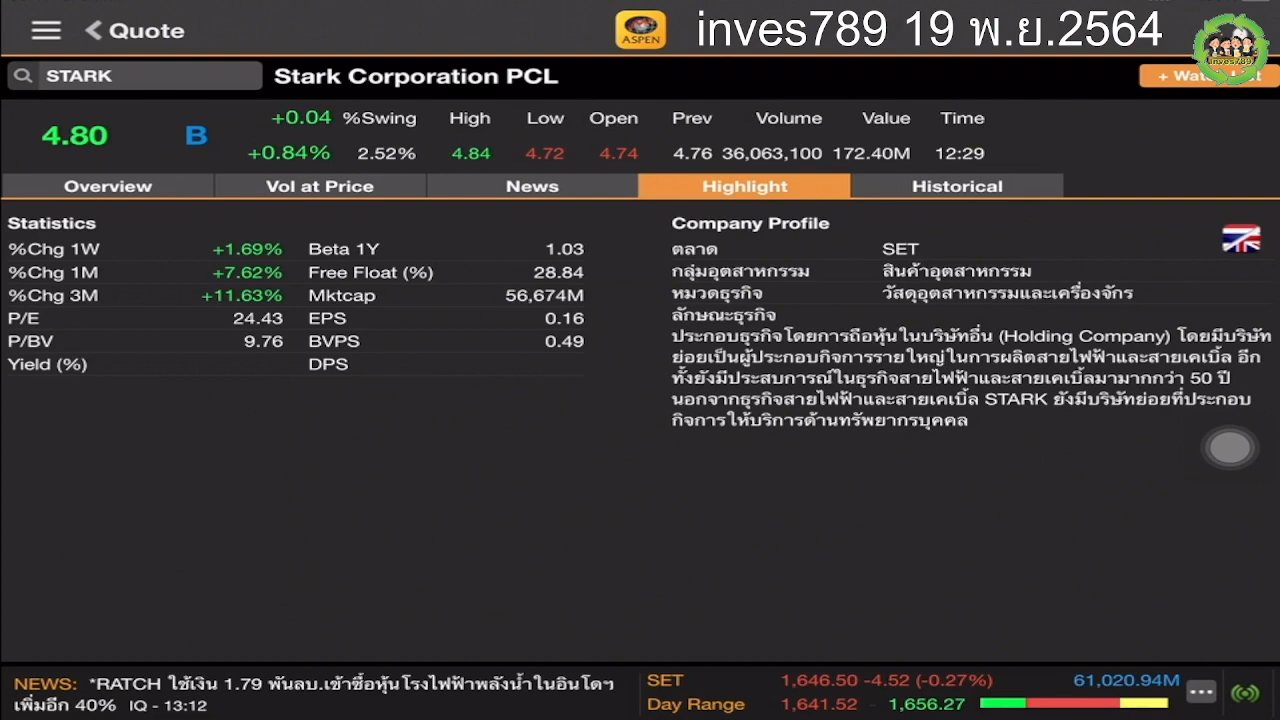 Quote
ASPEN
inves789 19 พ.ย.2564
inves789
STARK
Stark Corporation PCL
4.80 B
+0.04 %Swing High Low Open Prev Volume Value Time
+0.84% 2.52% 4.84 4.72 4.74 4.76 36,063,100 172.40M 12:29
Overview Vol at Price News Highlight Historical
Statistics
%Chg 1W +1.69% Beta 1Y 1.03
%Chg 1M +7.62% Free Float (%) 28.84
%Chg 3M +11.63% Mktcap 56,674M
P/E 24.43 EPS 0.16
P/BV 9.76 BVPS 0.49
Yield (%) DPS
Company Profile
ตลาด SET
กลุ่มอุตสาหกรรม สินค้าอุตสาหกรรม
หมวดธุรกิจ วัสดุอุตสาหกรรมและเครื่องจักร
ลักษณะธุรกิจ
ประกอบธุรกิจโดยการถือหุ้นในบริษัทอื่น (Holding Company) โดยมีบริษัท
ย่อยเป็นผู้ประกอบกิจการรายใหญ่ในการผลิตสายไฟฟ้าและสายเคเบิ้ล อีก
ทั้งยังมีประสบการณ์ในธุรกิจสายไฟฟ้าและสายเคเบิ้ลมามากกว่า 50 ปี
นอกจากธุรกิจสายไฟฟ้าและสายเคเบิ้ล STARK ยังมีบริษัทย่อยที่ประกอบ
กิจการให้บริการด้านทรัพยากรบุคคล
NEWS: *RATCH ใช้เงิน 1.79 พันลบ.เข้าซื้อหุ้นโรงไฟฟ้าพลังน้ำในอินโดฯ
เพิ่มอีก 40% IQ - 13:12
SET 1,646.50 -4.52 (-0.27%) 61,020.94M
Day Range 1,641.52 - 1,656.27